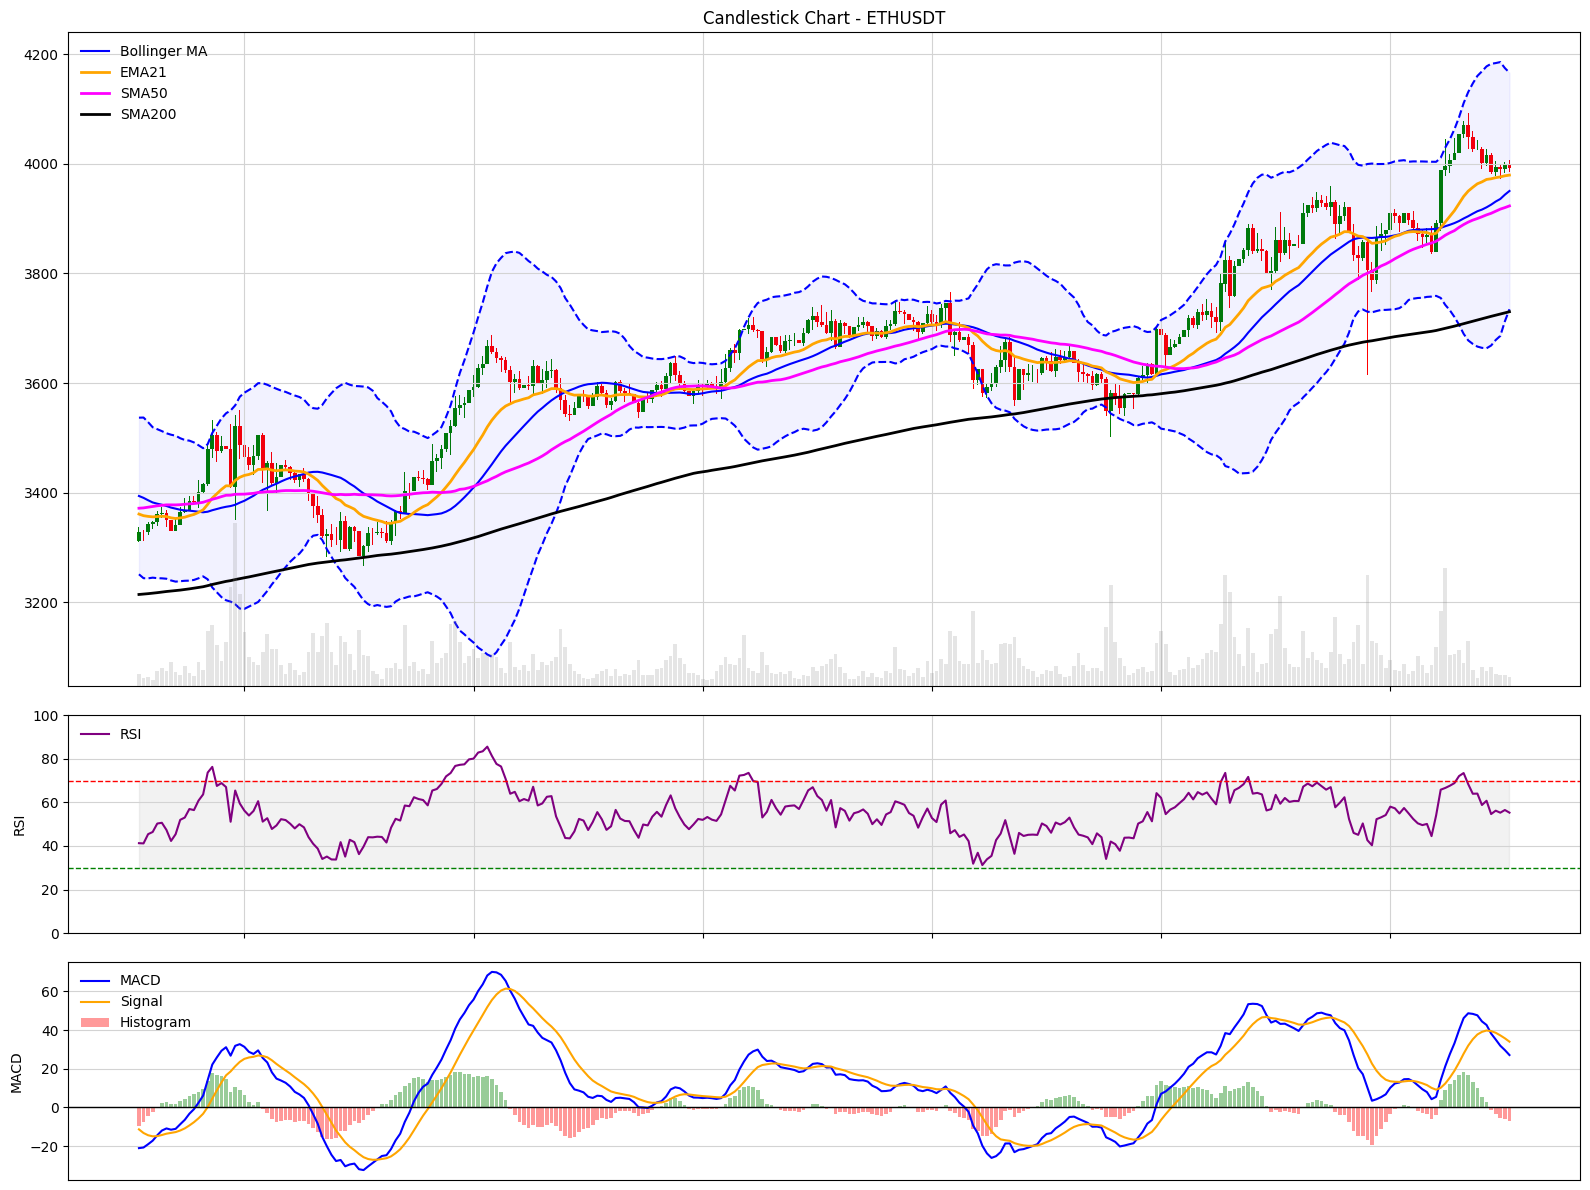 Candlestick Chart - ETHUSDT
Bollinger MA
EMA21
SMA50
SMA200
4200
4000
3800
3600
3400
3200
RSI
100
80
60
40
20
0
RSI
MACD
Signal
Histogram
60
40
20
0
−20
MACD